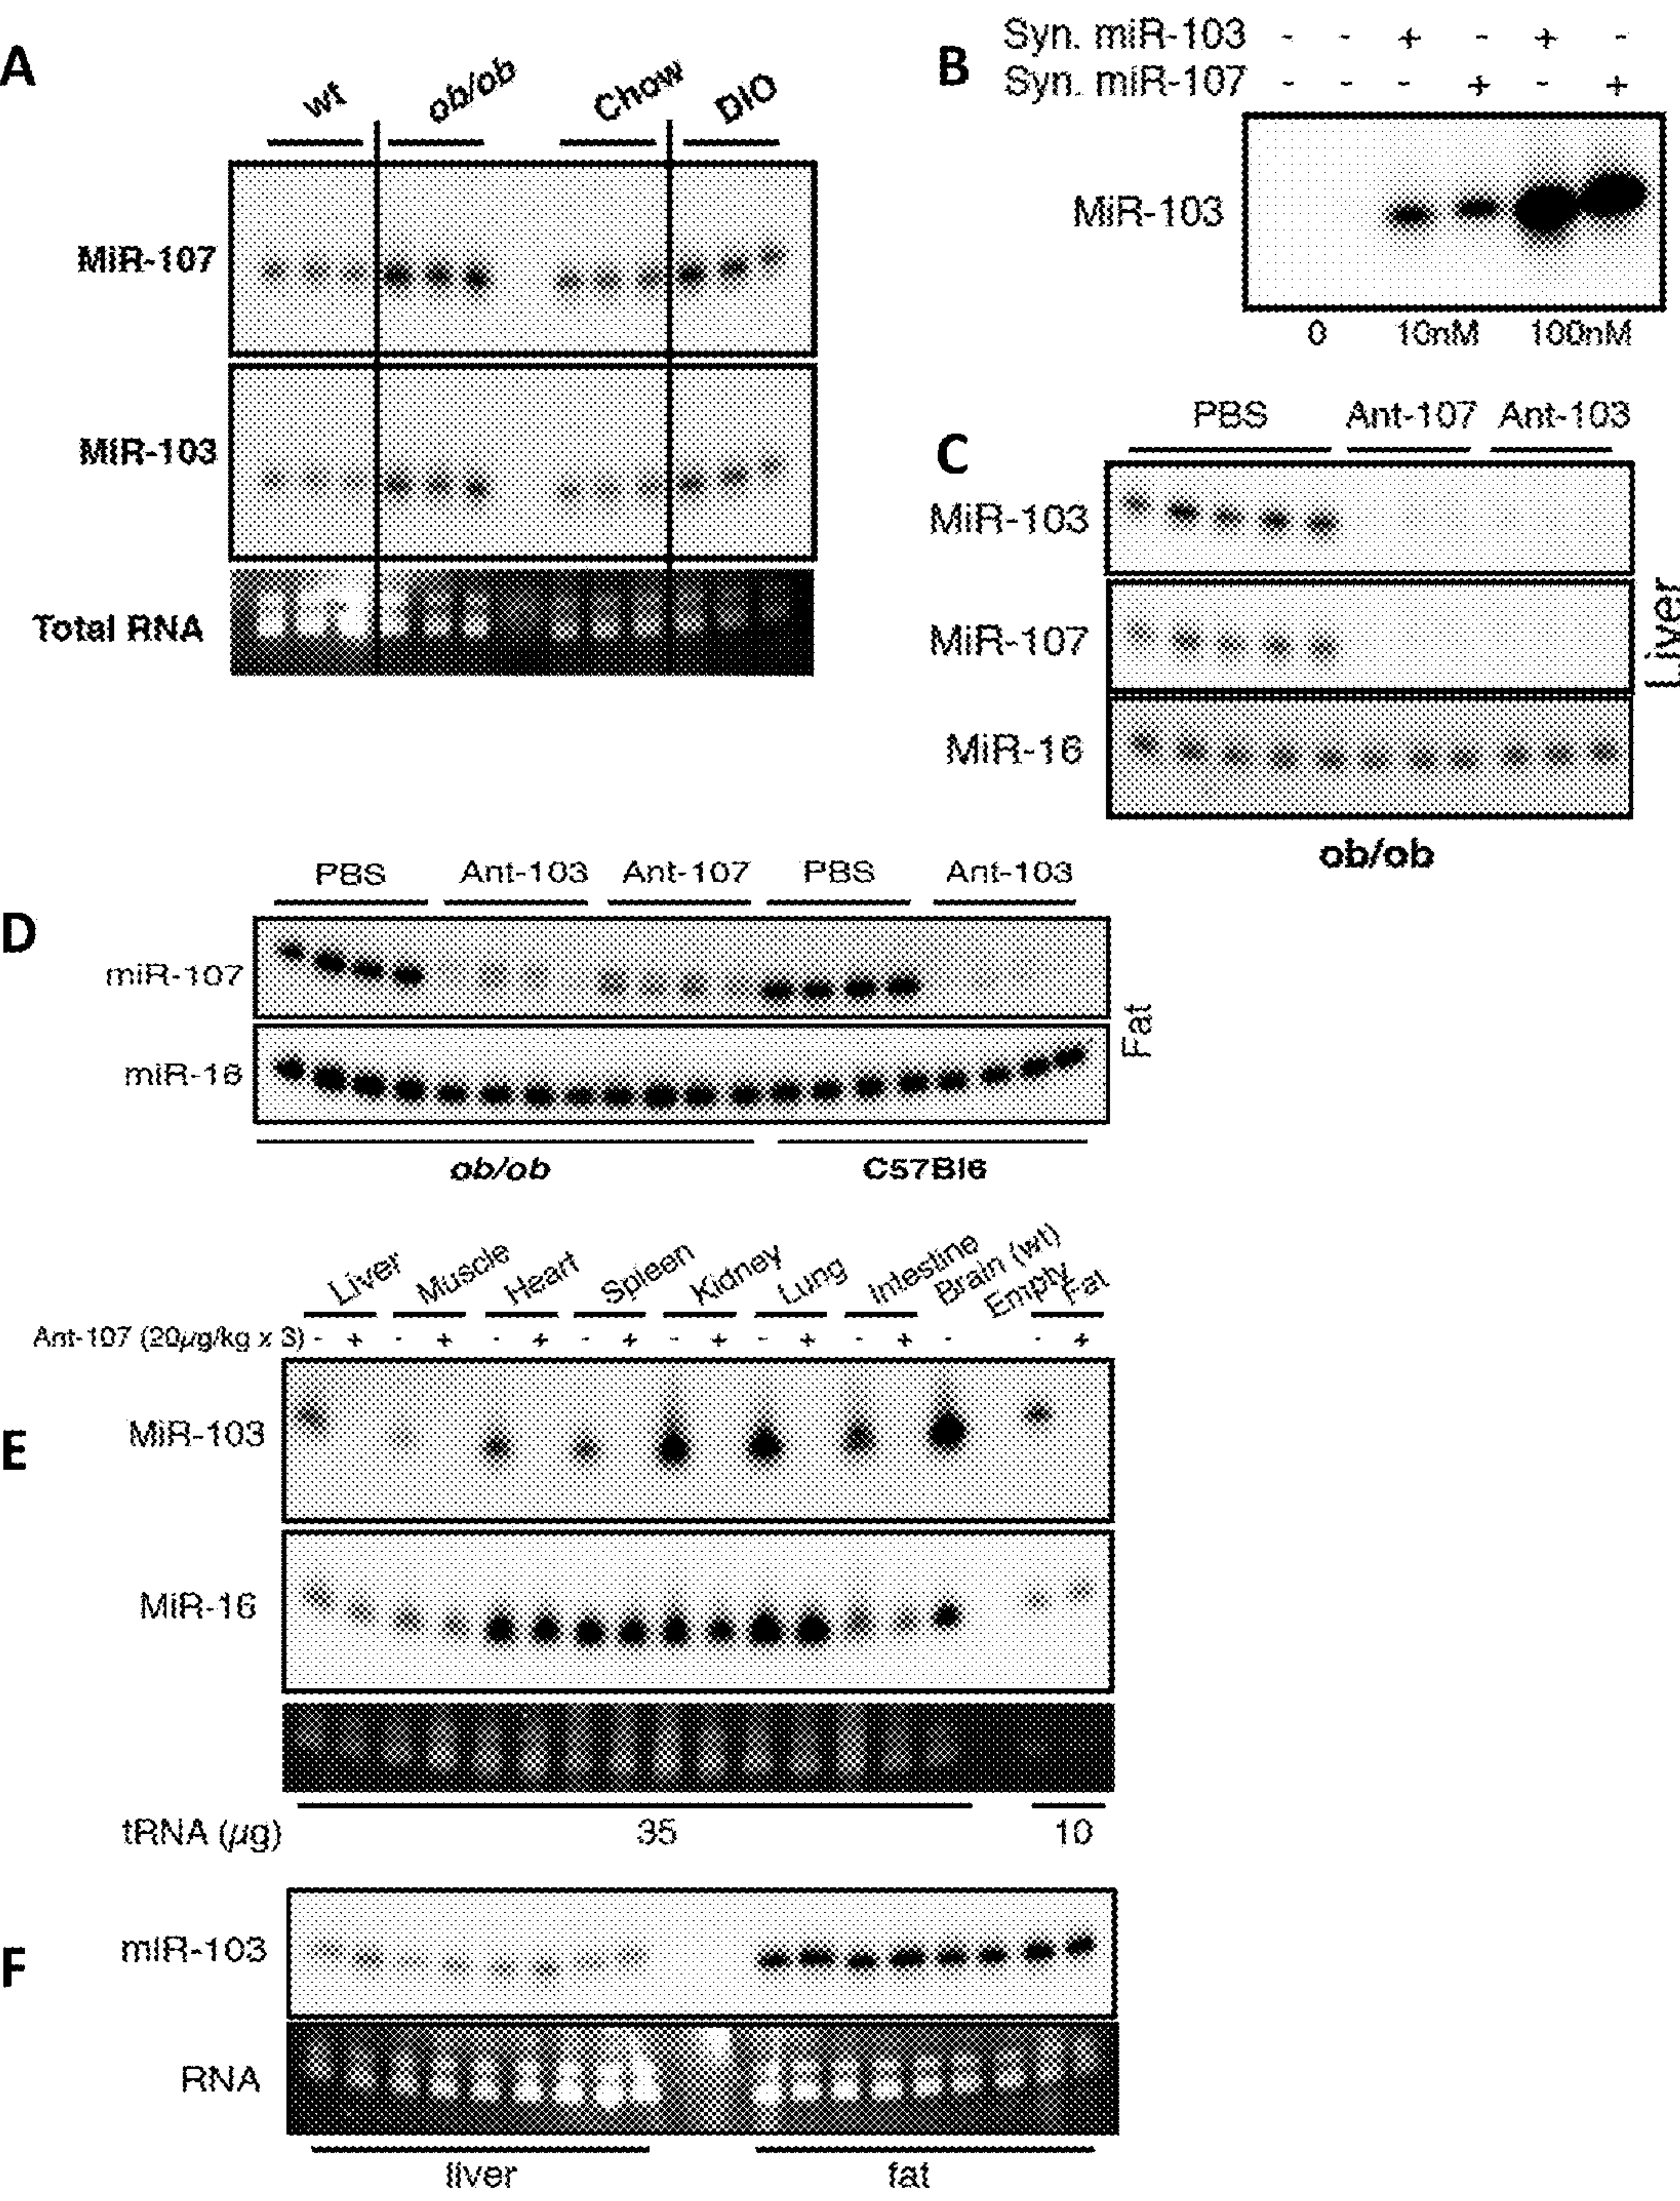 A
wt ob/ob Chow DIO
MiR-107
MiR-103
Total RNA
B
Syn. miR-103 - - + - + -
Syn. miR-107 - - - + - +
MiR-103
0 10nM 100nM
C
PBS Ant-107 Ant-103
MiR-103
MiR-107
MiR-16
Liver
ob/ob
D
PBS Ant-103 Ant-107 PBS Ant-103
miR-107
miR-16
Fat
ob/ob C57Bl6
E
Liver Muscle Heart Spleen Kidney Lung Intestine Brain (wt) Empty Fat
Ant-107 (20µg/kg x 3) - + - + - + - + - + - + - + - - +
MiR-103
MiR-16
tRNA (µg) 35 10
F
miR-103
RNA
liver fat